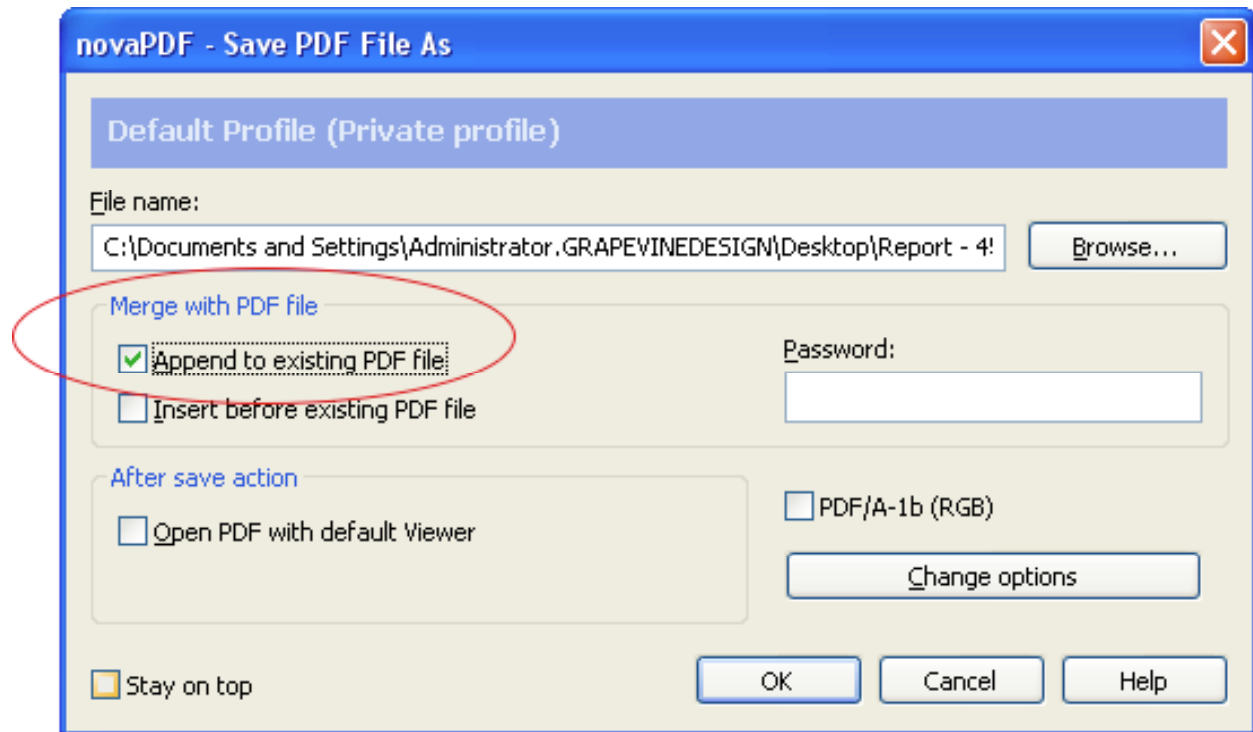 novaPDF - Save PDF File As
Default Profile (Private profile)
File name:
C:\Documents and Settings\Administrator.GRAPEVINEDESIGN\Desktop\Report - 4! Browse...
Merge with PDF file
Append to existing PDF file
Password:
Insert before existing PDF file
After save action
PDF/A-1b (RGB)
Open PDF with default Viewer
Change options
Stay on top
OK Cancel Help